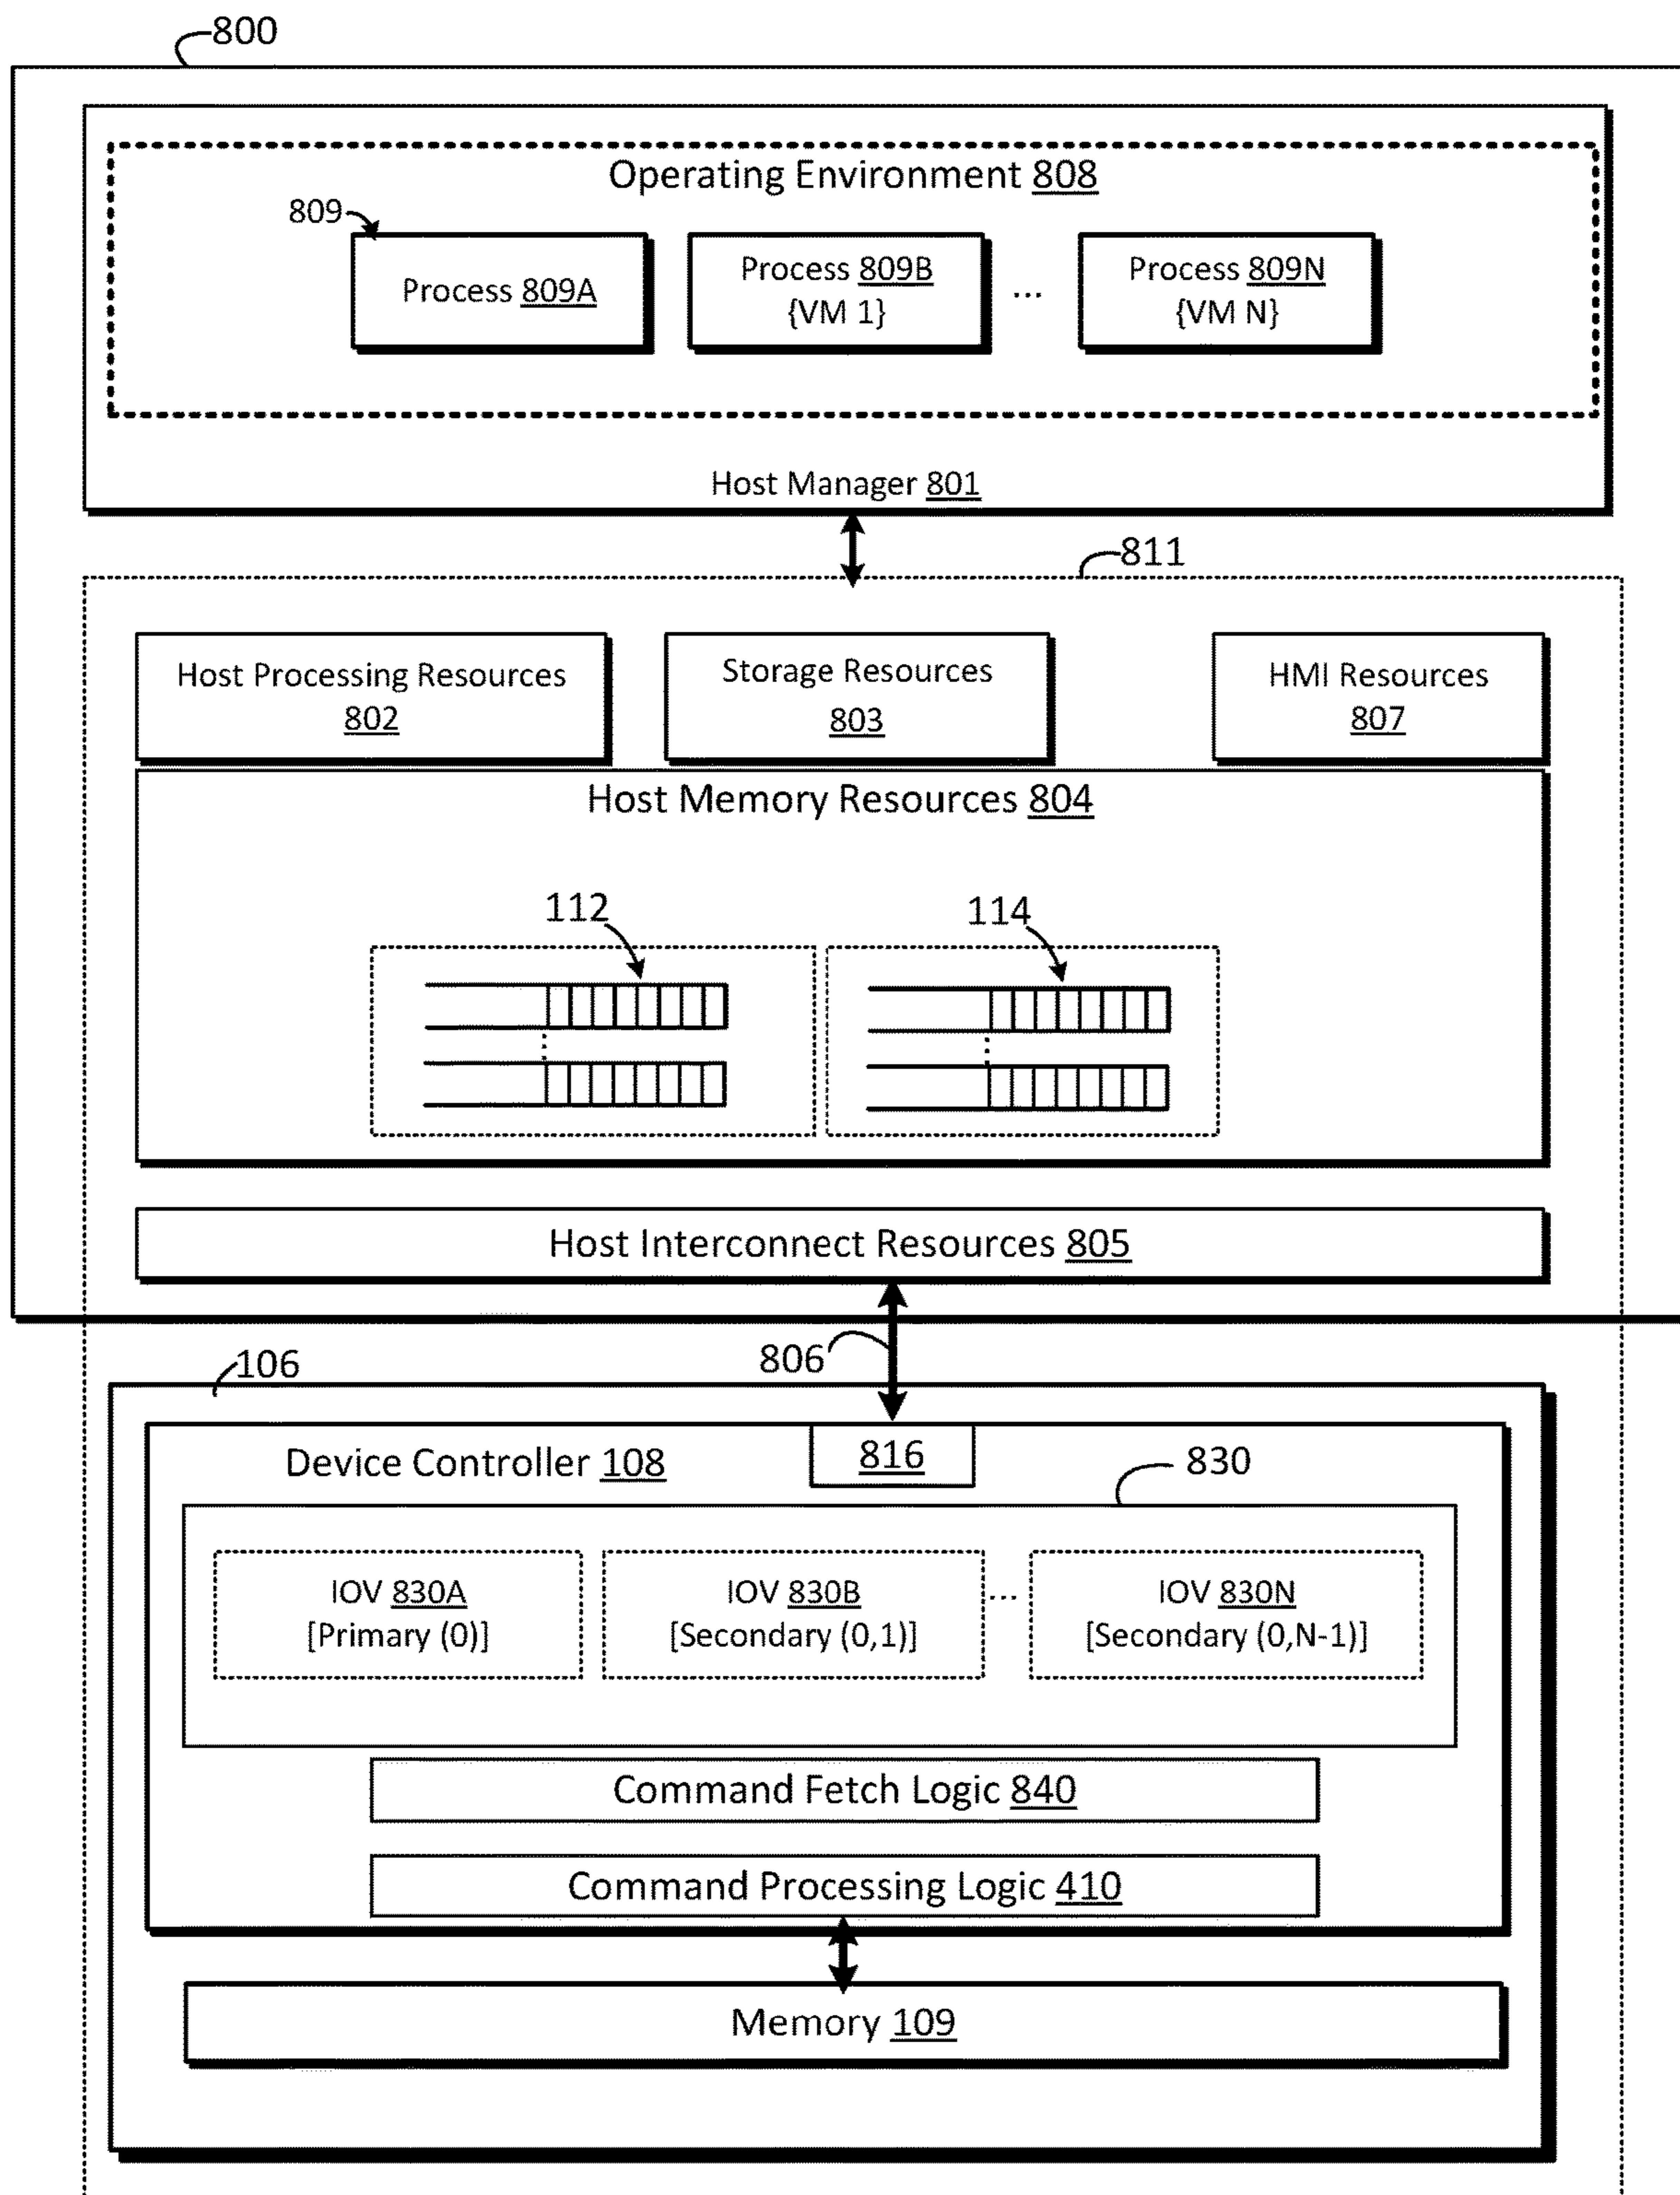 800
Operating Environment 808
809
Process 809A
Process 809B
{VM 1}
...
Process 809N
{VM N}
Host Manager 801
811
Host Processing Resources
802
Storage Resources
803
HMI Resources
807
Host Memory Resources 804
112
114
Host Interconnect Resources 805
806
106
Device Controller 108
816
830
IOV 830A
[Primary (0)]
IOV 830B
[Secondary (0,1)]
...
IOV 830N
[Secondary (0,N-1)]
Command Fetch Logic 840
Command Processing Logic 410
Memory 109